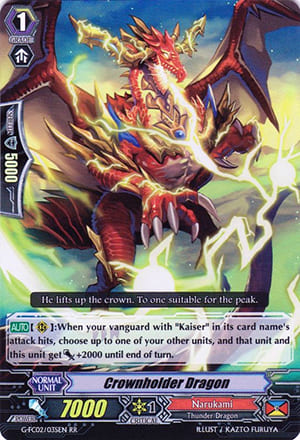 1
GRADE
SHIELD
5000
He lifts up the crown. To one suitable for the peak.
AUTO [ ]:When your vanguard with "Kaiser" in its card name's
attack hits, choose up to one of your other units, and that unit and
this unit get +2000 until end of turn.
NORMAL
UNIT
Crownholder Dragon
POWER
7000
1
CRITICAL
Narukami
Thunder Dragon
G-FC02/035EN RR
ILLUST / KAZTO FURUYA